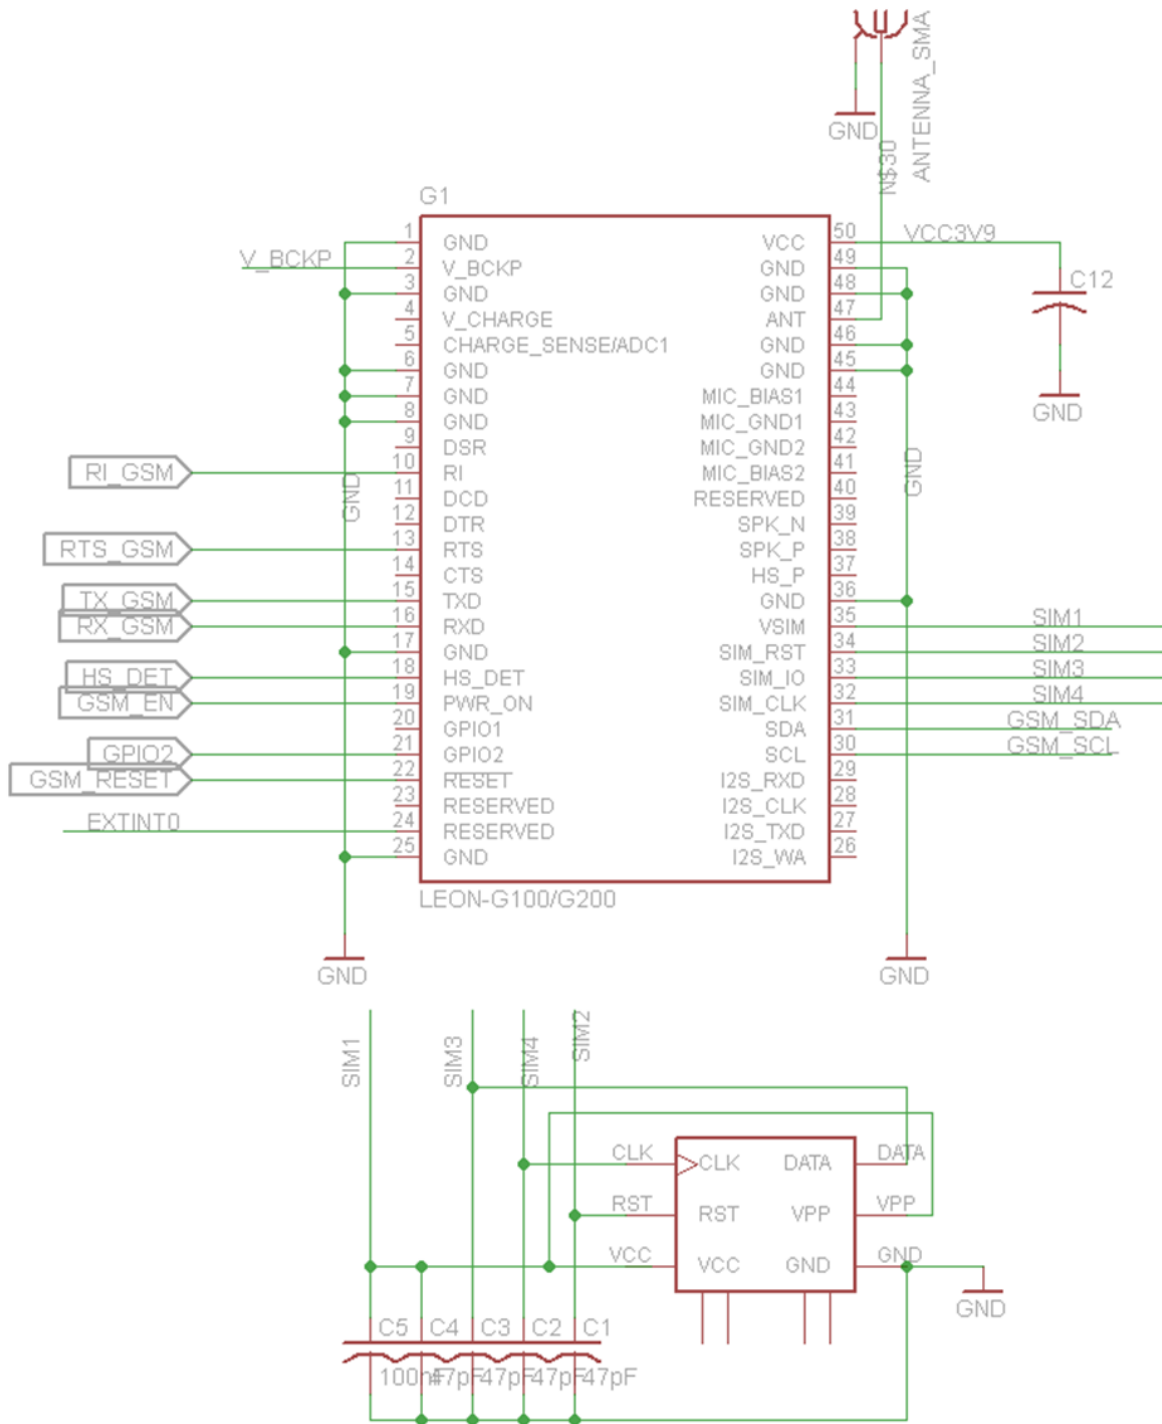 ANTENNA_SMA
GND
N$30
G1
1 GND VCC 50 VCC3V9
V_BCKP 2 V_BCKP GND 49
3 GND GND 48 C12
4 V_CHARGE ANT 47
5 CHARGE_SENSE/ADC1 GND 46
6 GND GND 45
7 GND MIC_BIAS1 44
8 GND MIC_GND1 43 GND
9 DSR MIC_GND2 42
RI_GSM 10 RI MIC_BIAS2 41
GND 11 DCD RESERVED 40 GND
12 DTR SPK_N 39
RTS_GSM 13 RTS SPK_P 38
14 CTS HS_P 37
TX_GSM 15 TXD GND 36
RX_GSM 16 RXD VSIM 35 SIM1
17 GND SIM_RST 34 SIM2
HS_DET 18 HS_DET SIM_IO 33 SIM3
GSM_EN 19 PWR_ON SIM_CLK 32 SIM4
20 GPIO1 SDA 31 GSM_SDA
GPIO2 21 GPIO2 SCL 30 GSM_SCL
GSM_RESET 22 RESET I2S_RXD 29
23 RESERVED I2S_CLK 28
EXTINT0 24 RESERVED I2S_TXD 27
25 GND I2S_WA 26
LEON-G100/G200
GND GND
SIM1 SIM3 SIM4 SIM2
CLK CLK DATA DATA
RST RST VPP VPP
VCC VCC GND GND
GND
C5 C4 C3 C2 C1
100nF 47pF 47pF 47pF 47pF